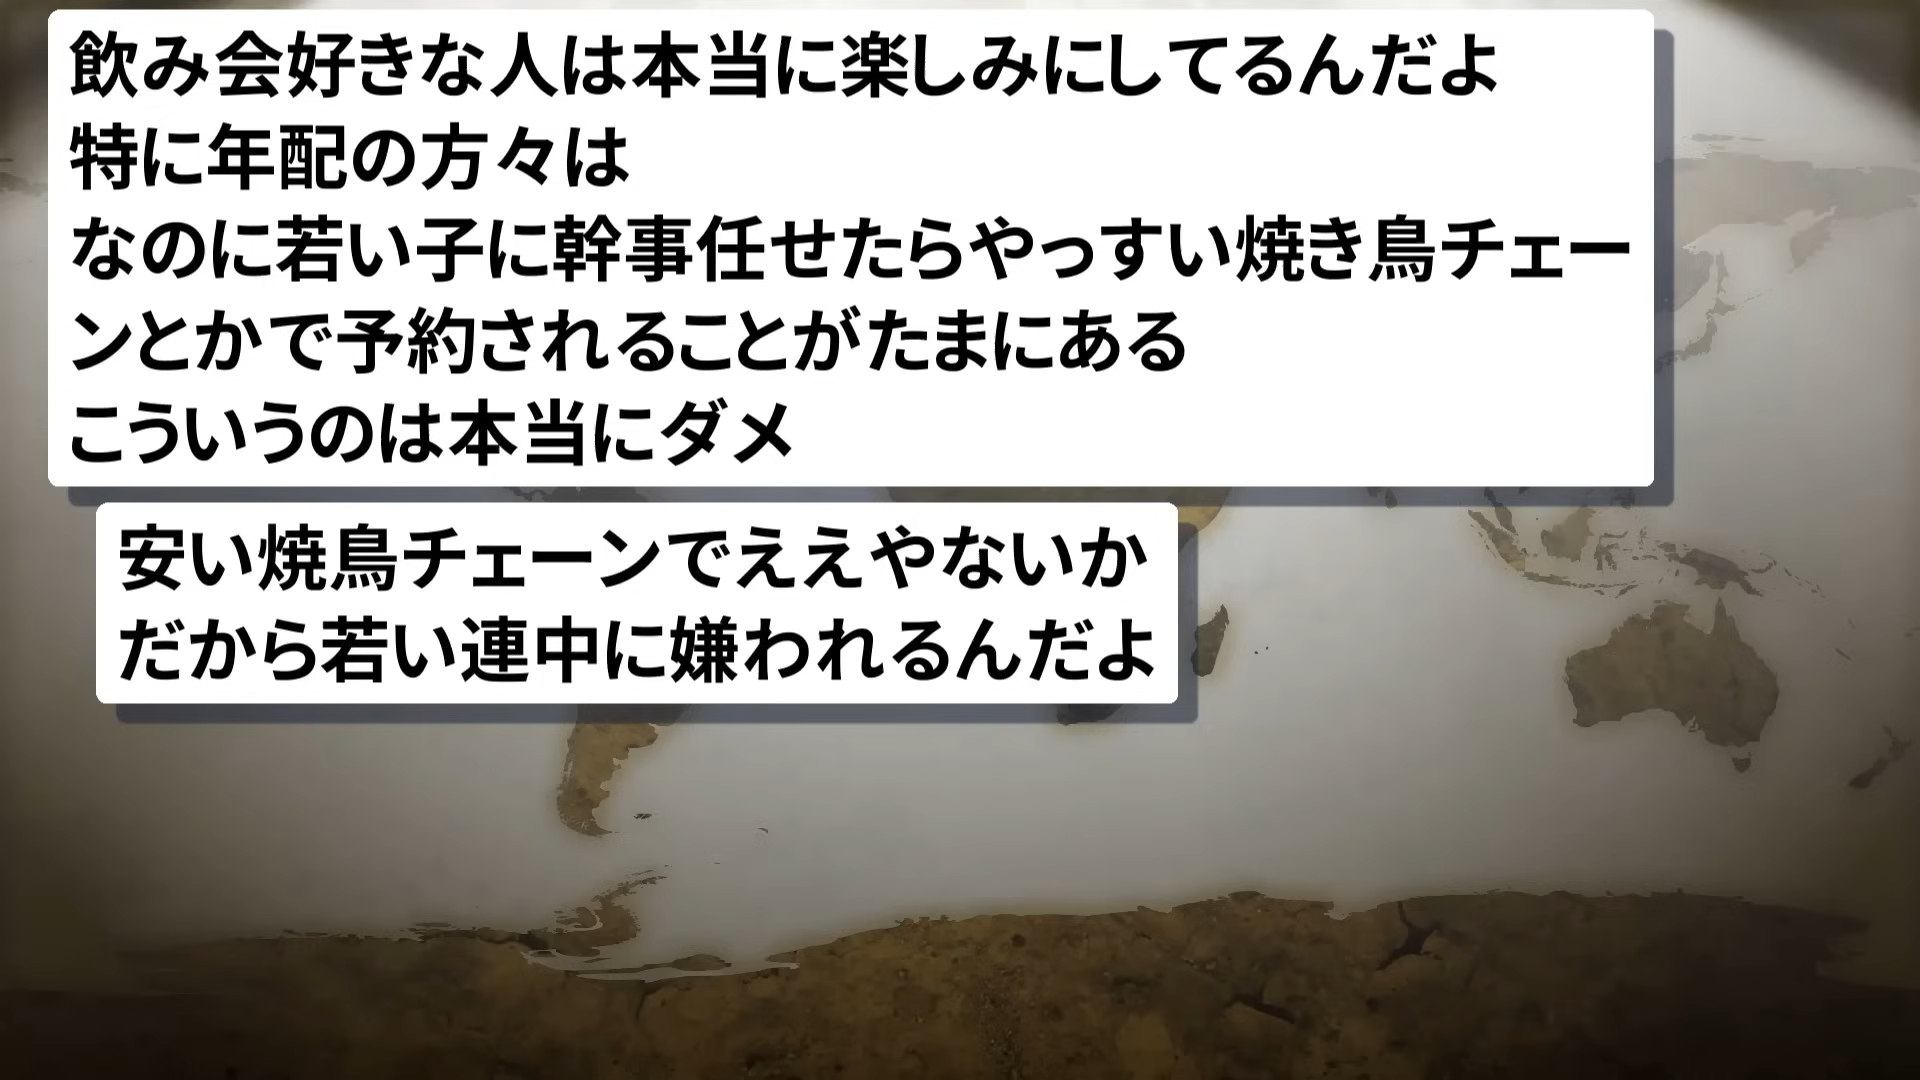 飲み会好きな人は本当に楽しみにしてるんだよ
特に年配の方々は
なのに若い子に幹事任せたらやっすい焼き鳥チェー
ンとかで予約されることがたまにある
こういうのは本当にダメ
安い焼鳥チェーンでええやないか
だから若い連中に嫌われるんだよ